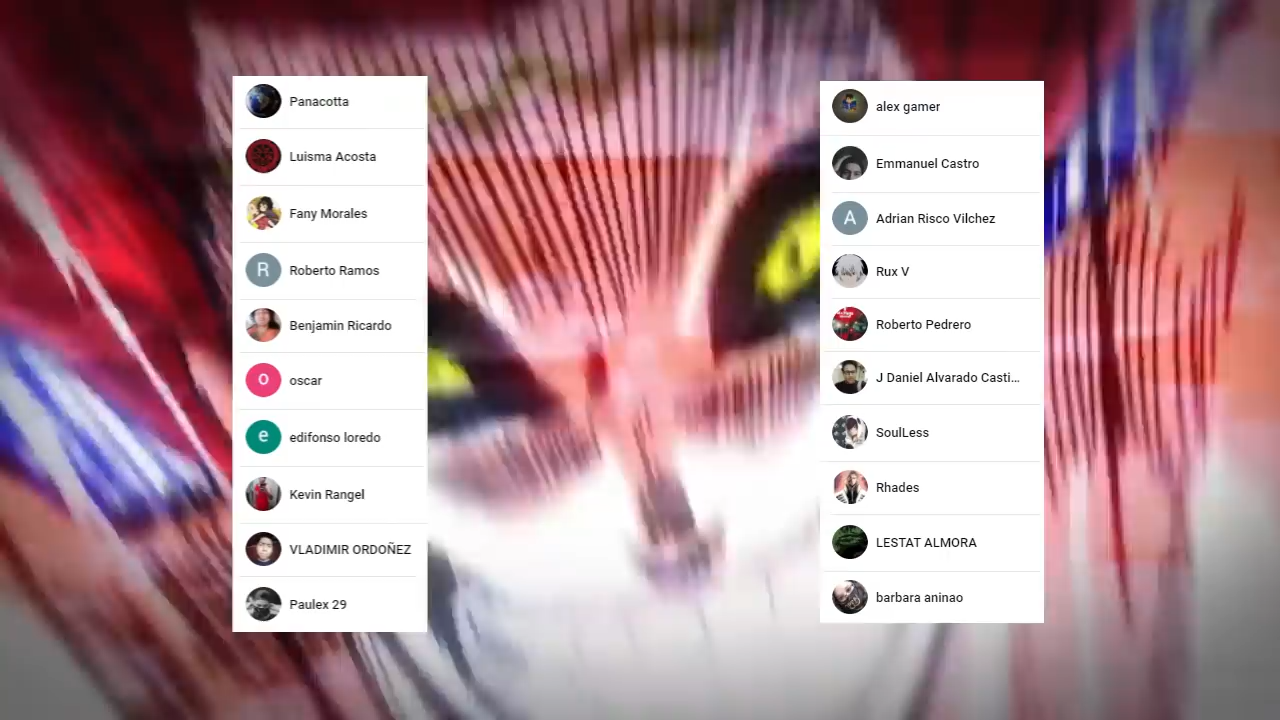 Panacotta
Luisma Acosta
Fany Morales
R
Roberto Ramos
Benjamin Ricardo
o
oscar
e
edifonso loredo
Kevin Rangel
VLADIMIR ORDOÑEZ
Paulex 29
alex gamer
Emmanuel Castro
A
Adrian Risco Vilchez
Rux V
Roberto Pedrero
J Daniel Alvarado Casti...
SoulLess
Rhades
LESTAT ALMORA
barbara aninao